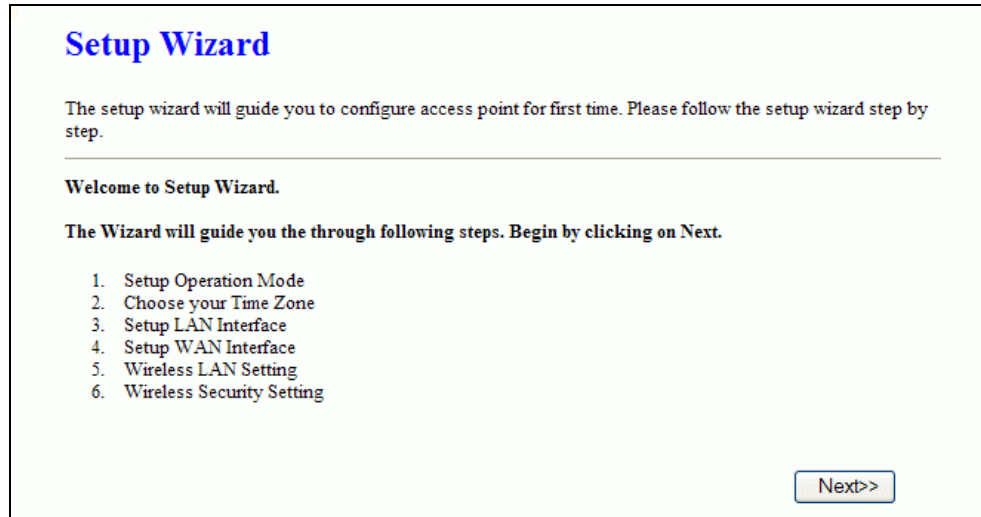 Setup Wizard
The setup wizard will guide you to configure access point for first time. Please follow the setup wizard step by
step.
Welcome to Setup Wizard.
The Wizard will guide you the through following steps. Begin by clicking on Next.
1. Setup Operation Mode
2. Choose your Time Zone
3. Setup LAN Interface
4. Setup WAN Interface
5. Wireless LAN Setting
6. Wireless Security Setting
Next>>